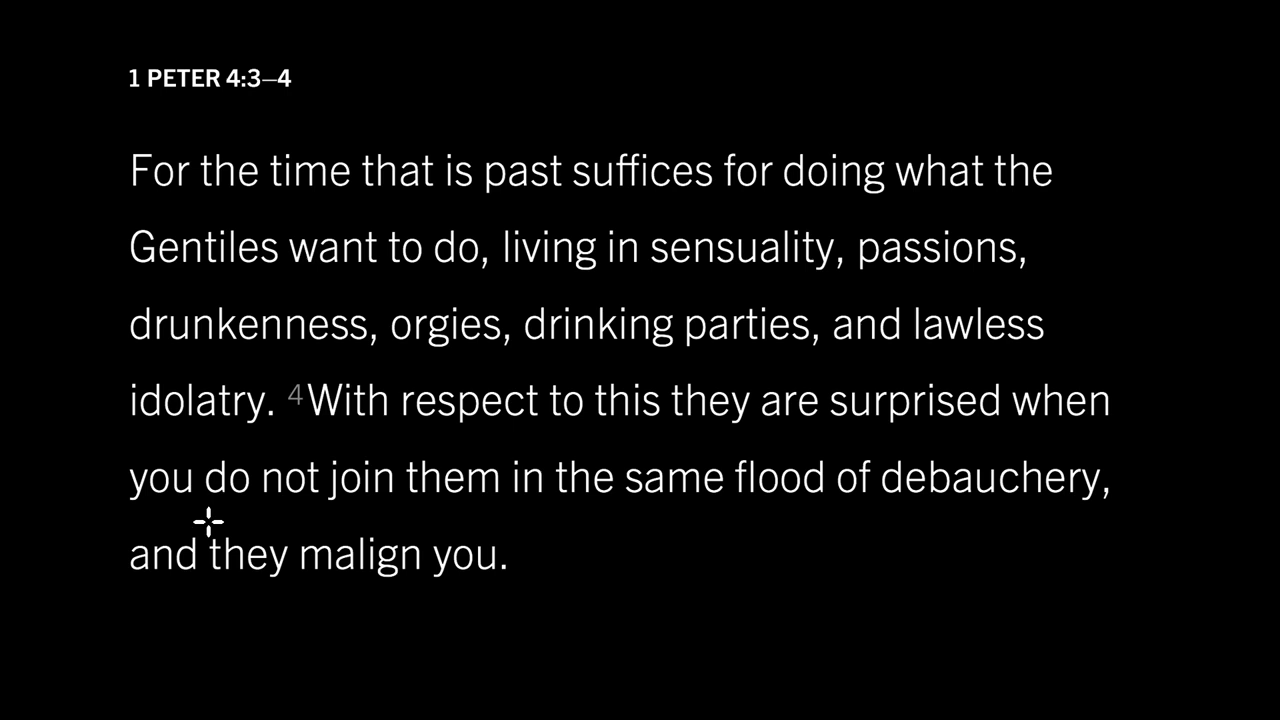 1 PETER 4:3–4
For the time that is past suffices for doing what the
Gentiles want to do, living in sensuality, passions,
drunkenness, orgies, drinking parties, and lawless
idolatry. 4 With respect to this they are surprised when
you do not join them in the same flood of debauchery,
and they malign you.